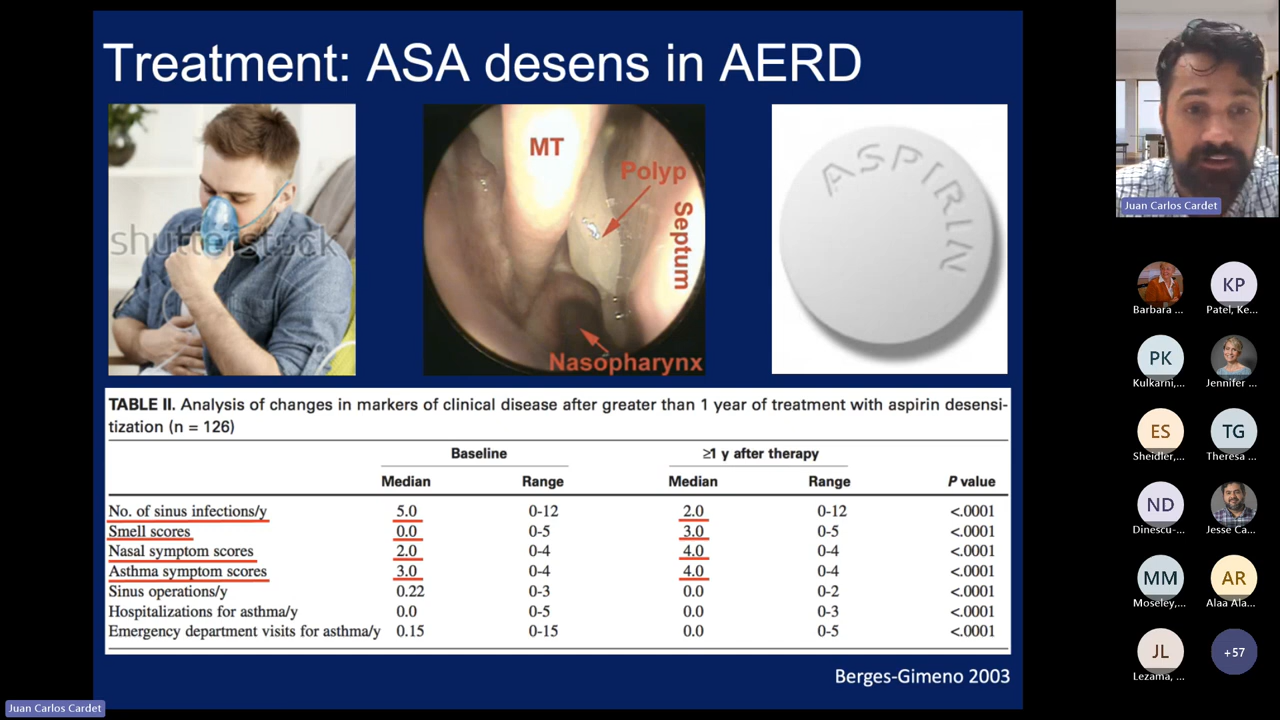 Treatment: ASA desens in AERD
shutterstock
MT
Polyp
Septum
Nasopharynx
ASPIRIN
TABLE II. Analysis of changes in markers of clinical disease after greater than 1 year of treatment with aspirin desensi-
tization (n = 126)
Baseline ≥1 y after therapy
Median Range Median Range P value
No. of sinus infections/y 5.0 0-12 2.0 0-12 <.0001
Smell scores 0.0 0-5 3.0 0-5 <.0001
Nasal symptom scores 2.0 0-4 4.0 0-4 <.0001
Asthma symptom scores 3.0 0-4 4.0 0-4 <.0001
Sinus operations/y 0.22 0-3 0.0 0-2 <.0001
Hospitalizations for asthma/y 0.0 0-5 0.0 0-3 <.0001
Emergency department visits for asthma/y 0.15 0-15 0.0 0-5 <.0001
Berges-Gimeno 2003
Juan Carlos Cardet
Juan Carlos Cardet
Barbara ...
KP
Patel, Ke...
PK
Kulkarni,...
Jennifer ...
ES
Sheidler,...
TG
Theresa ...
ND
Dinescu-...
Jesse Ca...
MM
Moseley,...
AR
Alaa Ala...
JL
Lezama, ...
+57